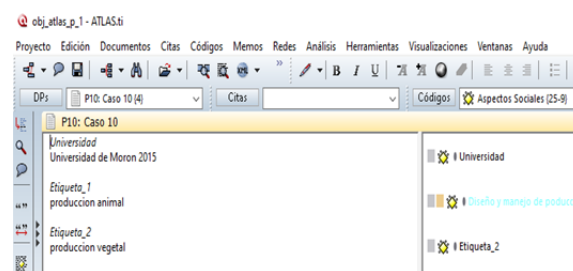 obj_atlas_p_1 - ATLAS.ti
Proyecto Edición Documentos Citas Códigos Memos Redes Análisis Herramientas Visualizaciones Ventanas Ayuda
B I U
DPs P10: Caso 10 (4) Citas Códigos Aspectos Sociales (25-9)
P10: Caso 10
Universidad
Universidad de Moron 2015 Universidad
Etiqueta_1
produccion animal Diseño y manejo de poducc
Etiqueta_2
produccion vegetal Etiqueta_2